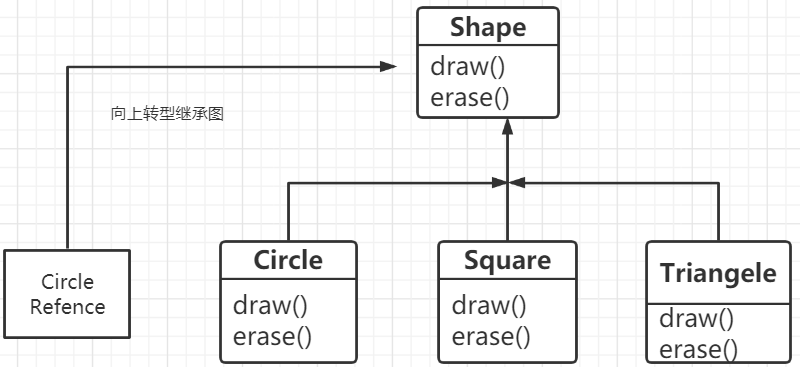 Shape
draw()
erase()
向上转型继承图
Circle
Refence
Circle
draw()
erase()
Square
draw()
erase()
Triangele
draw()
erase()